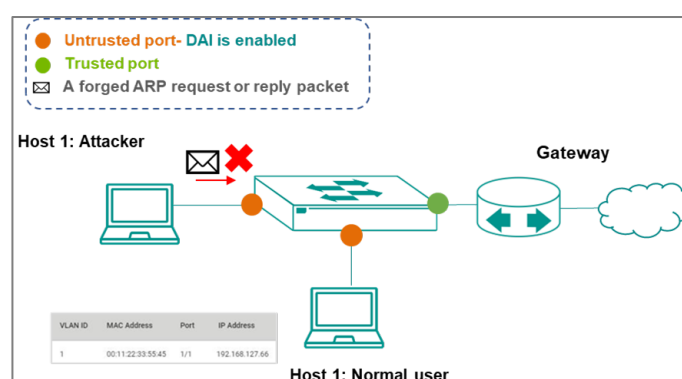 Untrusted port- DAI is enabled
Trusted port
A forged ARP request or reply packet
Host 1: Attacker
Gateway
VLAN ID MAC Address Port IP Address
1 00:11:22:33:55:45 1/1 192.168.127.66
Host 1: Normal user